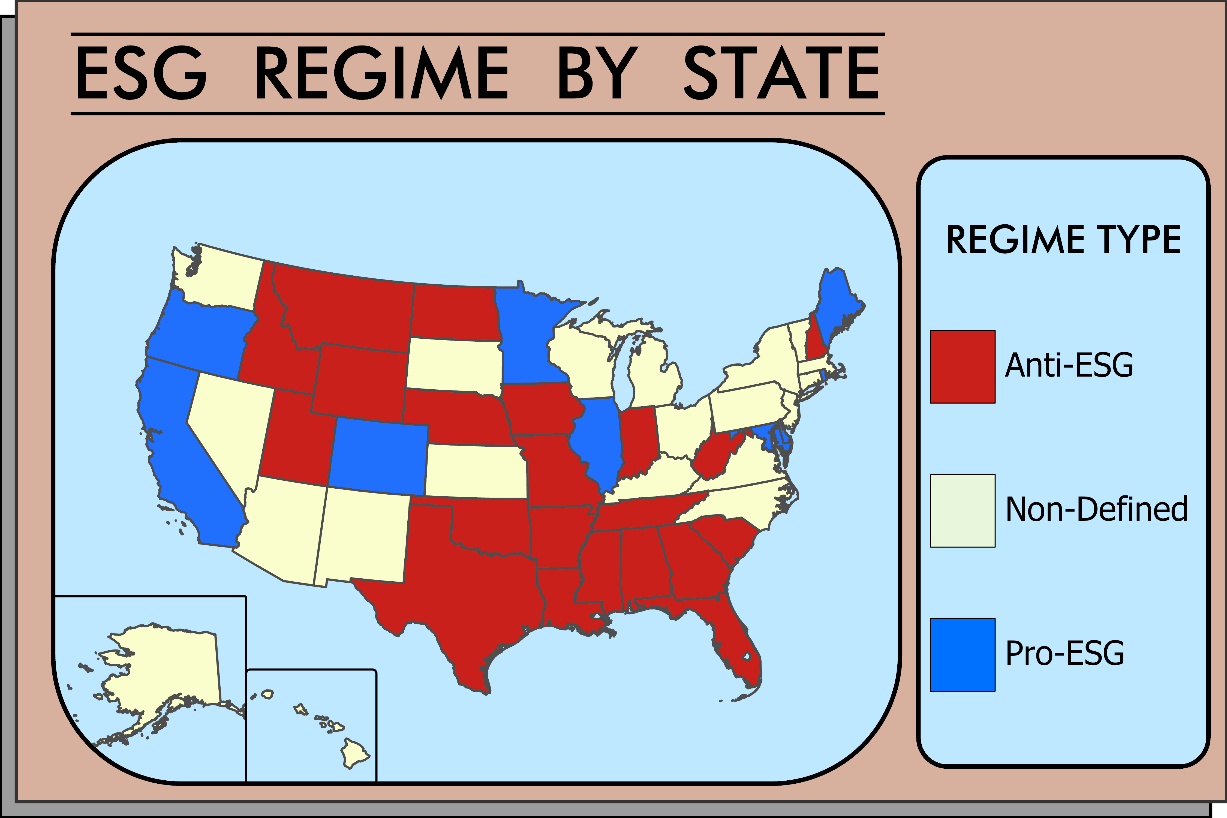 ESG REGIME BY STATE
REGIME TYPE
Anti-ESG
Non-Defined
Pro-ESG